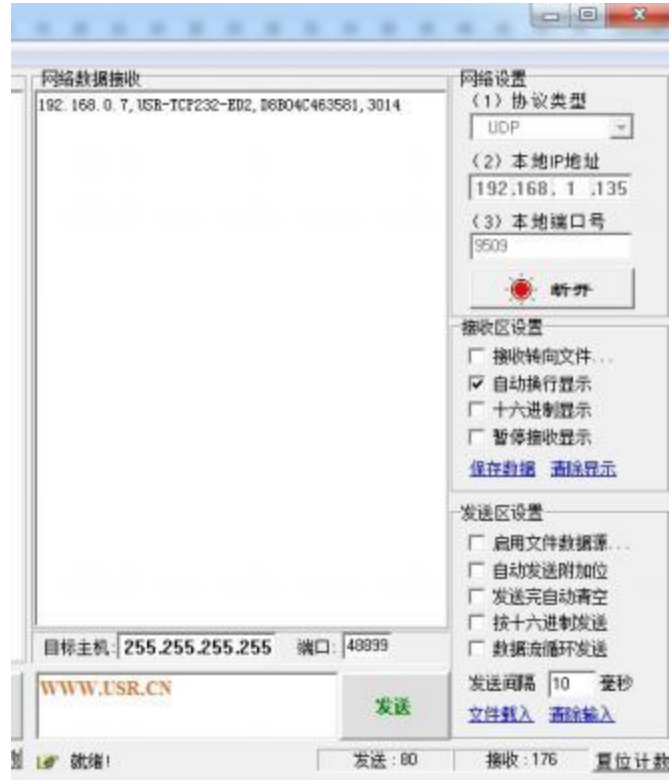 网络数据接收
192.168.0.7,USR-TCP232-ED2,D8B04C463581,3014
网络设置
(1) 协议类型
UDP
(2) 本地IP地址
192.168. 1 .135
(3) 本地端口号
9509
断开
接收区设置
接收转向文件...
自动换行显示
十六进制显示
暂停接收显示
保存数据 清除显示
发送区设置
启用文件数据源...
自动发送附加位
发送完自动清空
按十六进制发送
数据流循环发送
发送间隔 10 毫秒
文件载入 清除输入
目标主机: 255.255.255.255 端口: 48899
WWW.USR.CN
发送
就绪!
发送:80
接收:176
复位计数